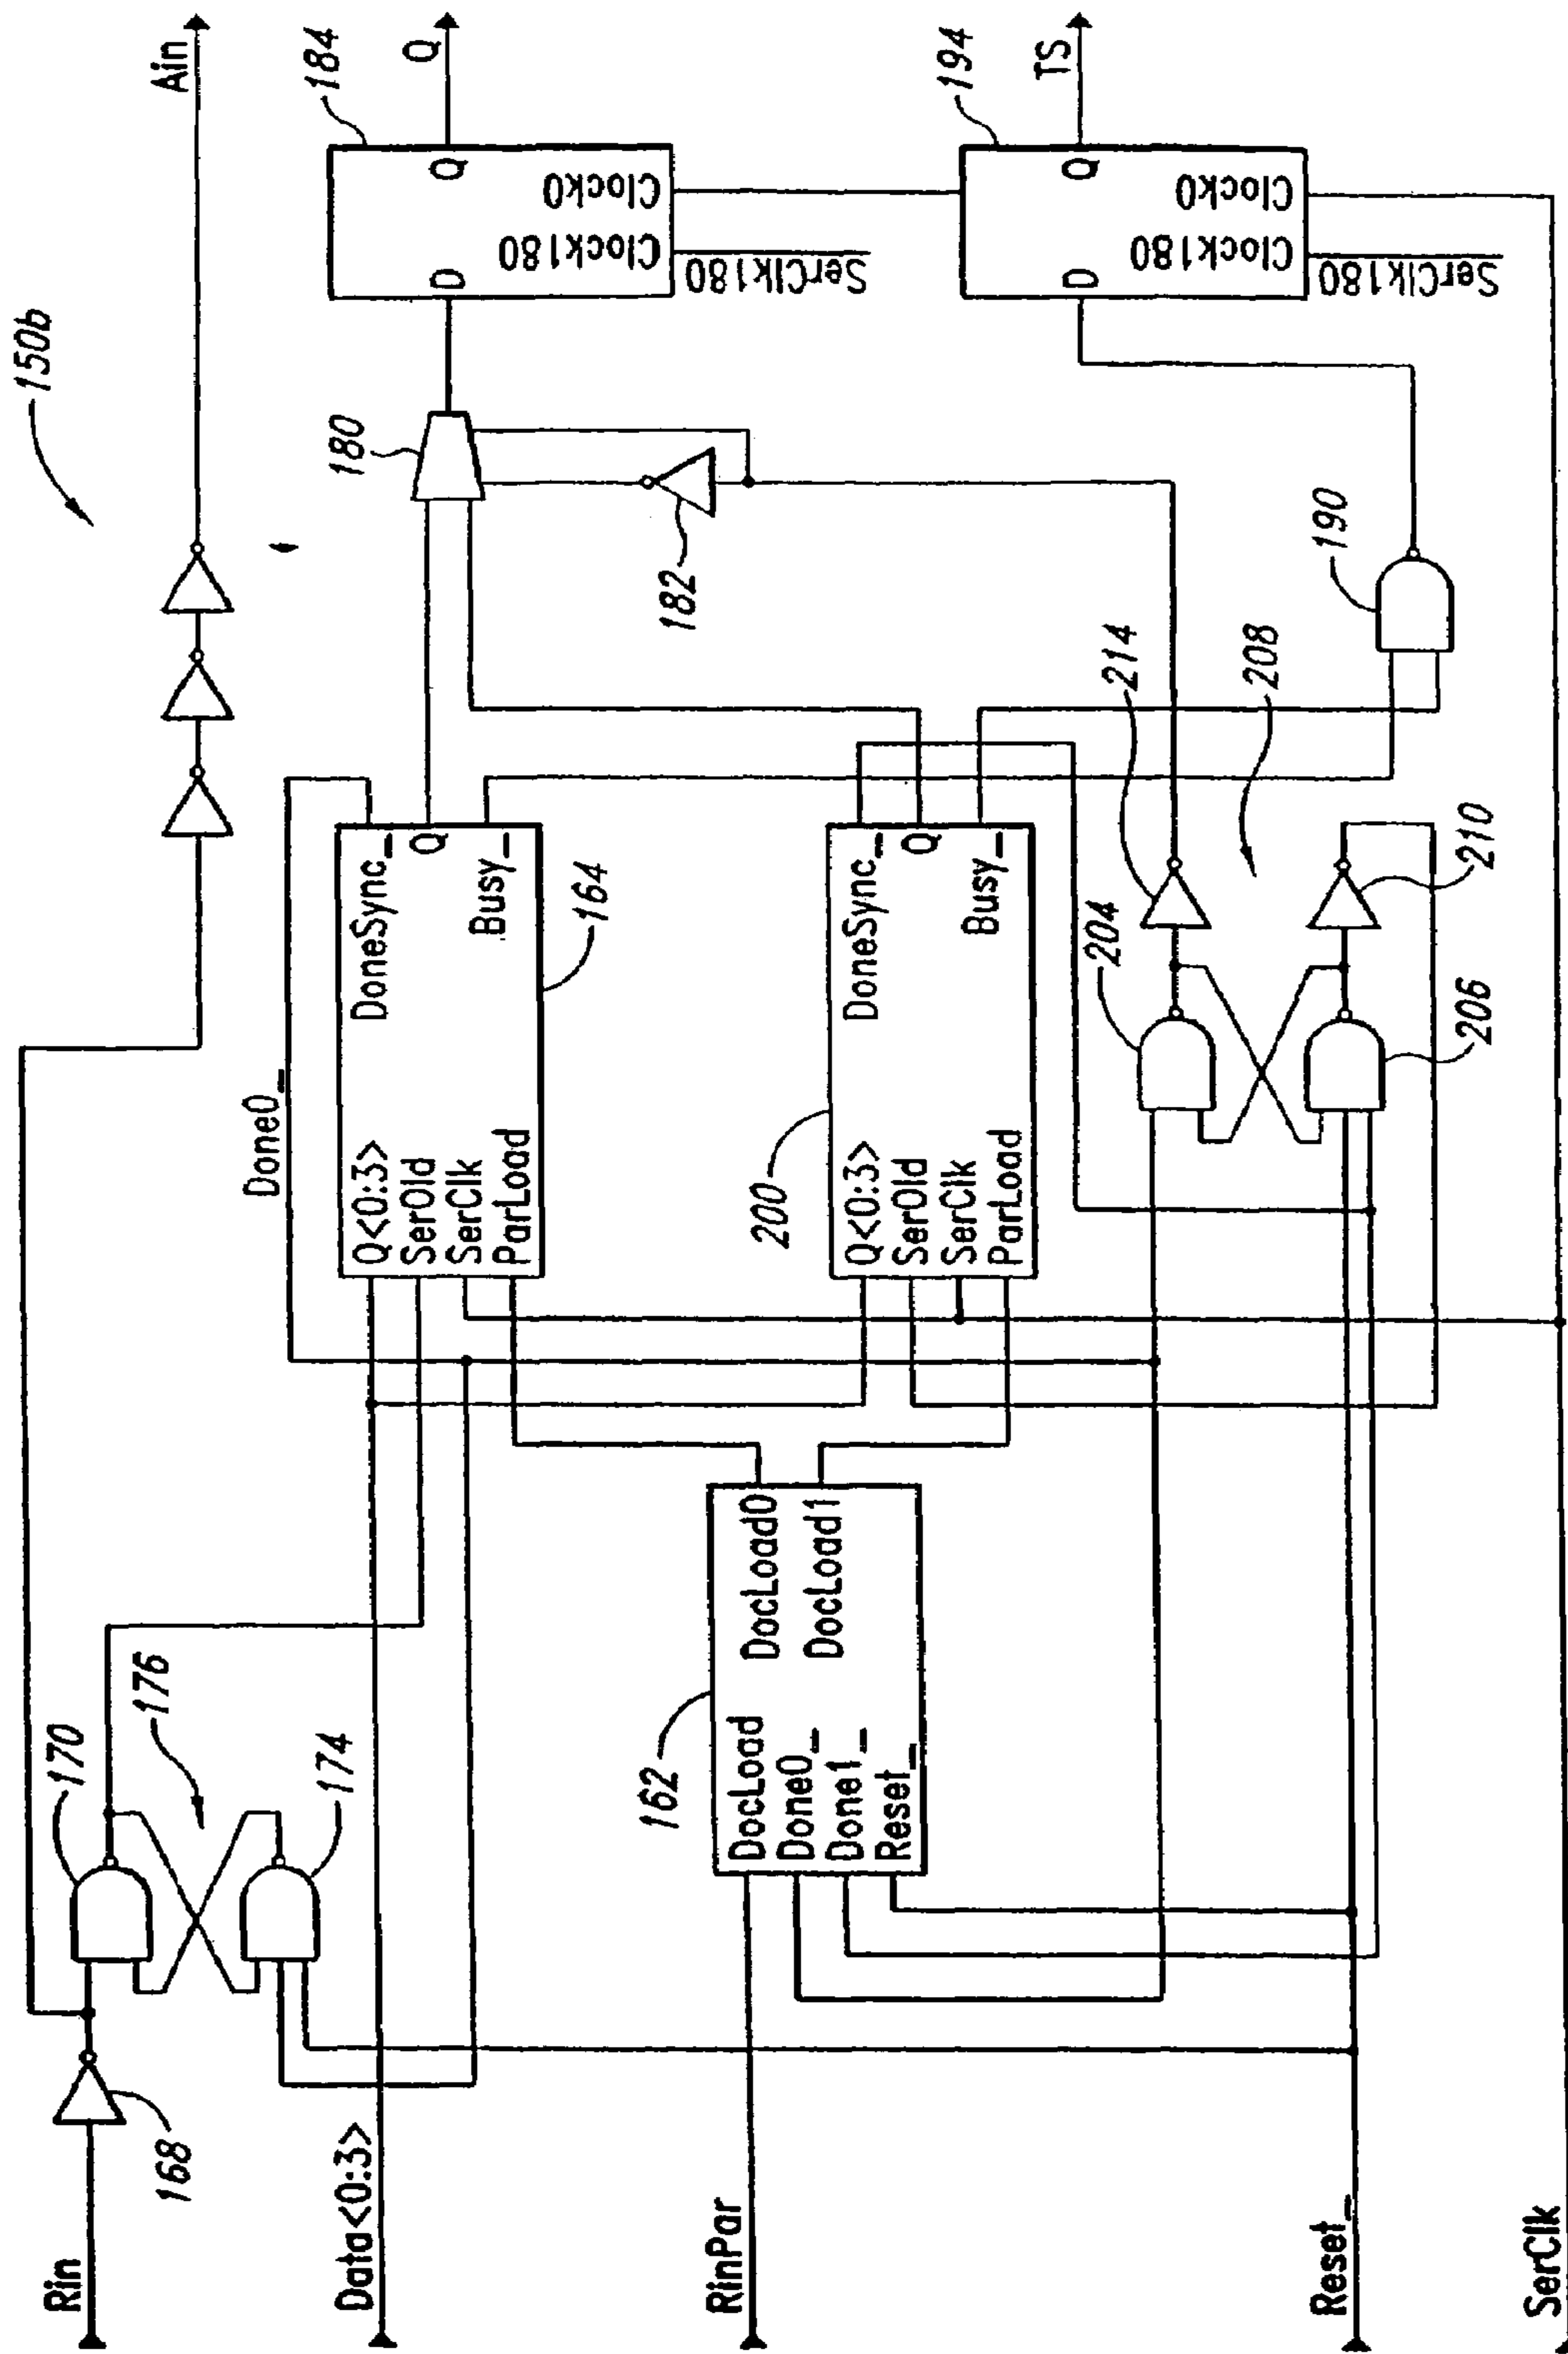 150b
Rin
168
170
176
174
Ain
Data<0:3>
Done0_
Q<0:3>
SerOld
SerClk
ParLoad
DoneSync_
Q
Busy_
164
180
182
D
Q
Clock180
Clock0
184
Q
SerClk180
RinPar
162
DocLoad
Done0_
Done1_
Reset_
DocLoad0
DocLoad1
200
Q<0:3>
SerOld
SerClk
ParLoad
DoneSync_
Q
Busy_
204
206
214
208
210
190
D
Q
Clock180
Clock0
194
TS
SerClk180
Reset_
SerClk